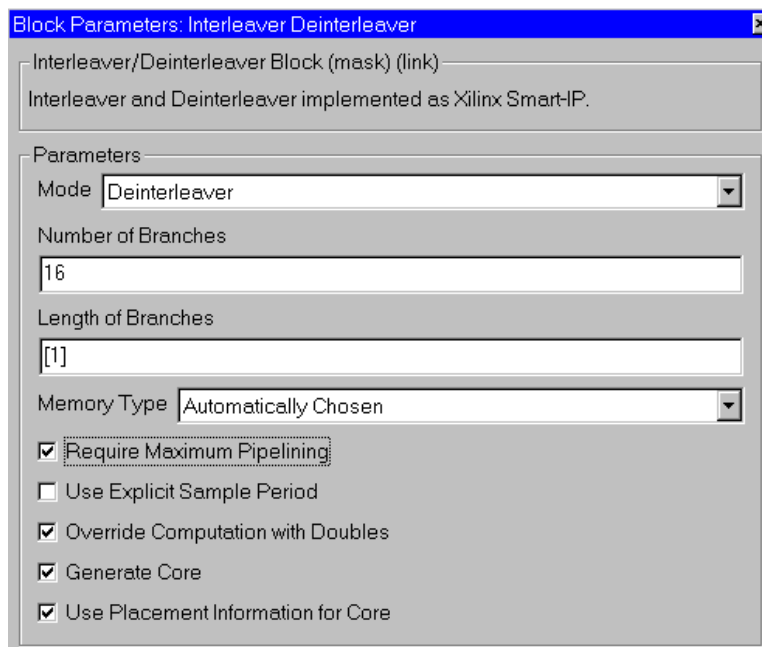 Block Parameters: Interleaver Deinterleaver
Interleaver/Deinterleaver Block (mask) (link)
Interleaver and Deinterleaver implemented as Xilinx Smart-IP.
Parameters
Mode Deinterleaver
Number of Branches
16
Length of Branches
[1]
Memory Type Automatically Chosen
Require Maximum Pipelining
Use Explicit Sample Period
Override Computation with Doubles
Generate Core
Use Placement Information for Core